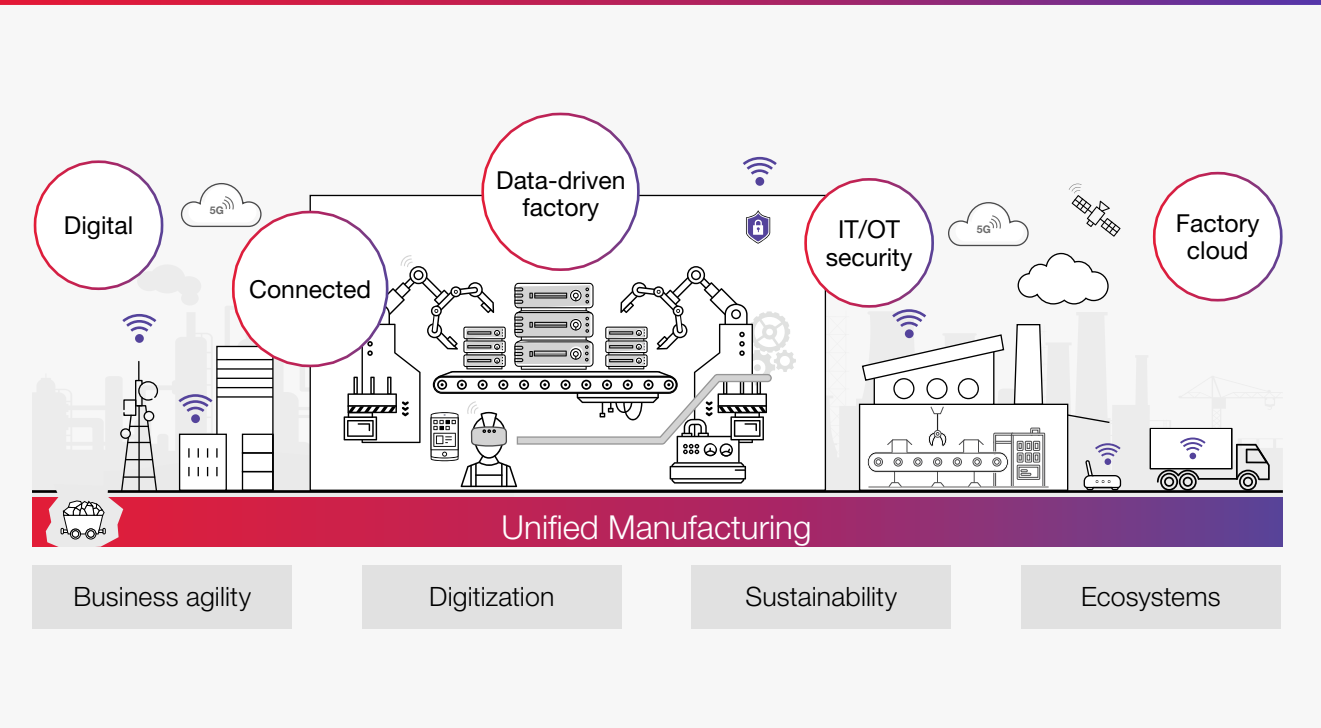 Digital
5G
Connected
Data-driven
factory
IT/OT
security
5G
Factory
cloud
Unified Manufacturing
Business agility
Digitization
Sustainability
Ecosystems